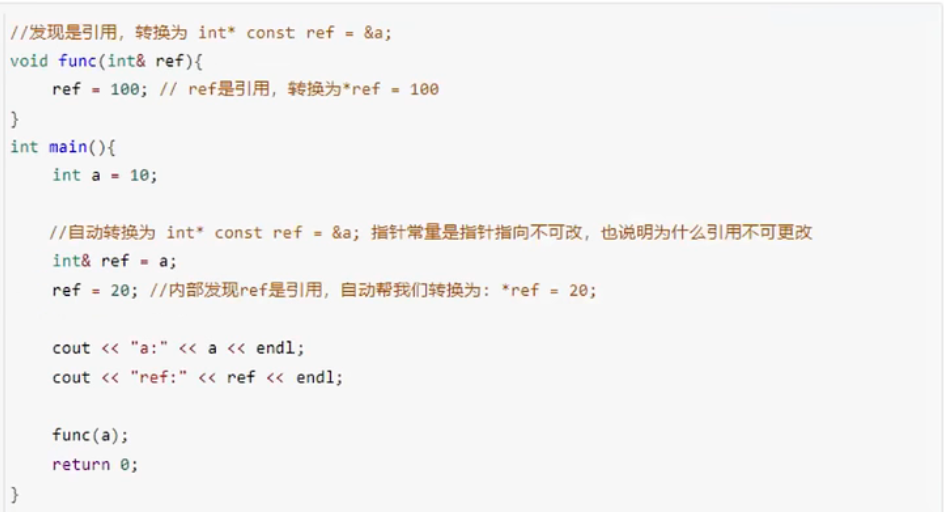 //发现是引用，转换为 int* const ref = &a;
void func(int& ref){
    ref = 100; // ref是引用，转换为*ref = 100
}
int main(){
    int a = 10;
    //自动转换为 int* const ref = &a; 指针常量是指针指向不可改，也说明为什么引用不可更改
    int& ref = a;
    ref = 20; //内部发现ref是引用，自动帮我们转换为: *ref = 20;
    cout << "a:" << a << endl;
    cout << "ref:" << ref << endl;
    func(a);
    return 0;
}